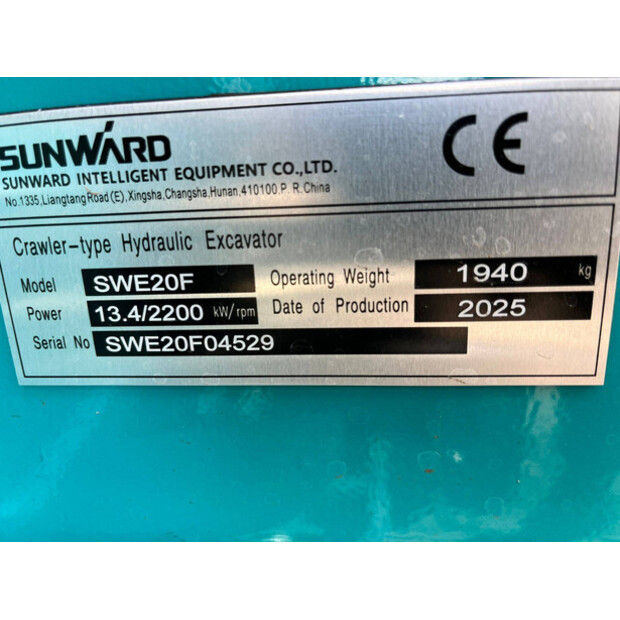 SUNWARD
SUNWARD INTELLIGENT EQUIPMENT CO.,LTD.
No.1335,Liangtang Road (E),Xingsha,Changsha,Hunan,410100,P. R. China
CE
Crawler-type Hydraulic Excavator
Model SWE20F Operating Weight 1940 kg
Power 13.4/2200 kW/rpm Date of Production 2025
Serial No SWE20F04529